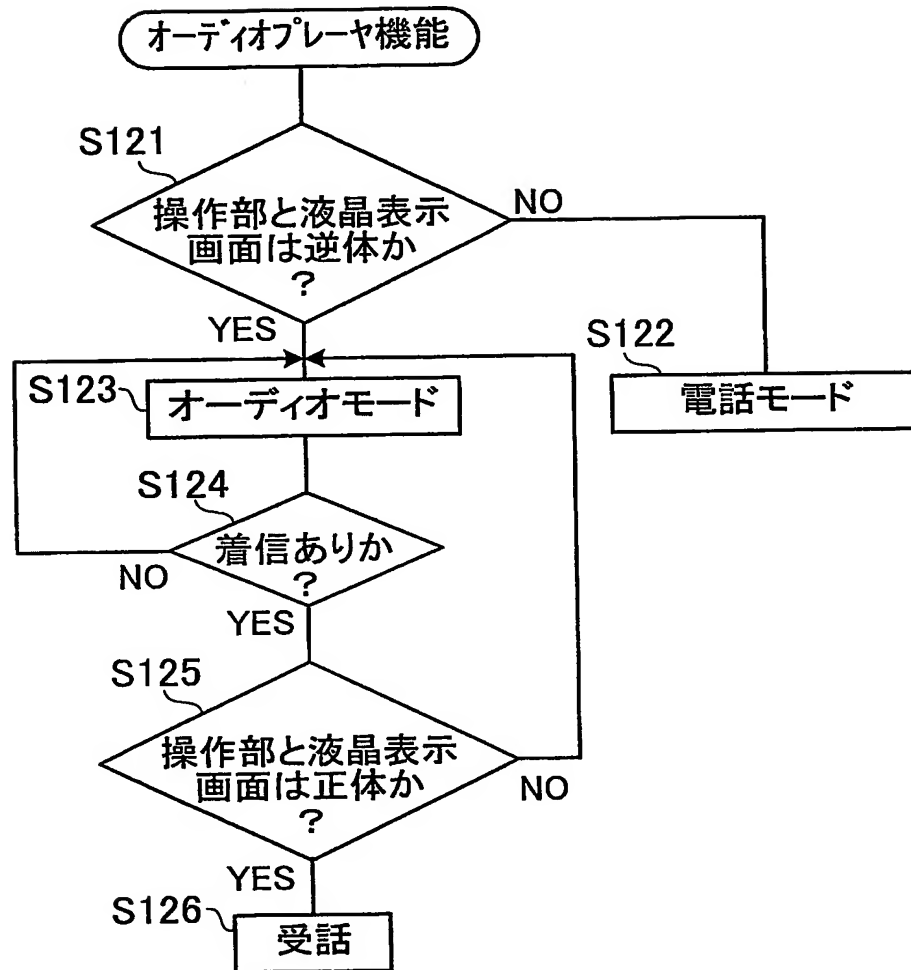 オーディオプレーヤ機能
S121
操作部と液晶表示
画面は逆体か
?
NO
YES
S122
電話モード
S123
オーディオモード
S124
着信ありか
?
NO
YES
S125
操作部と液晶表示
画面は正体か
?
NO
YES
S126
受話